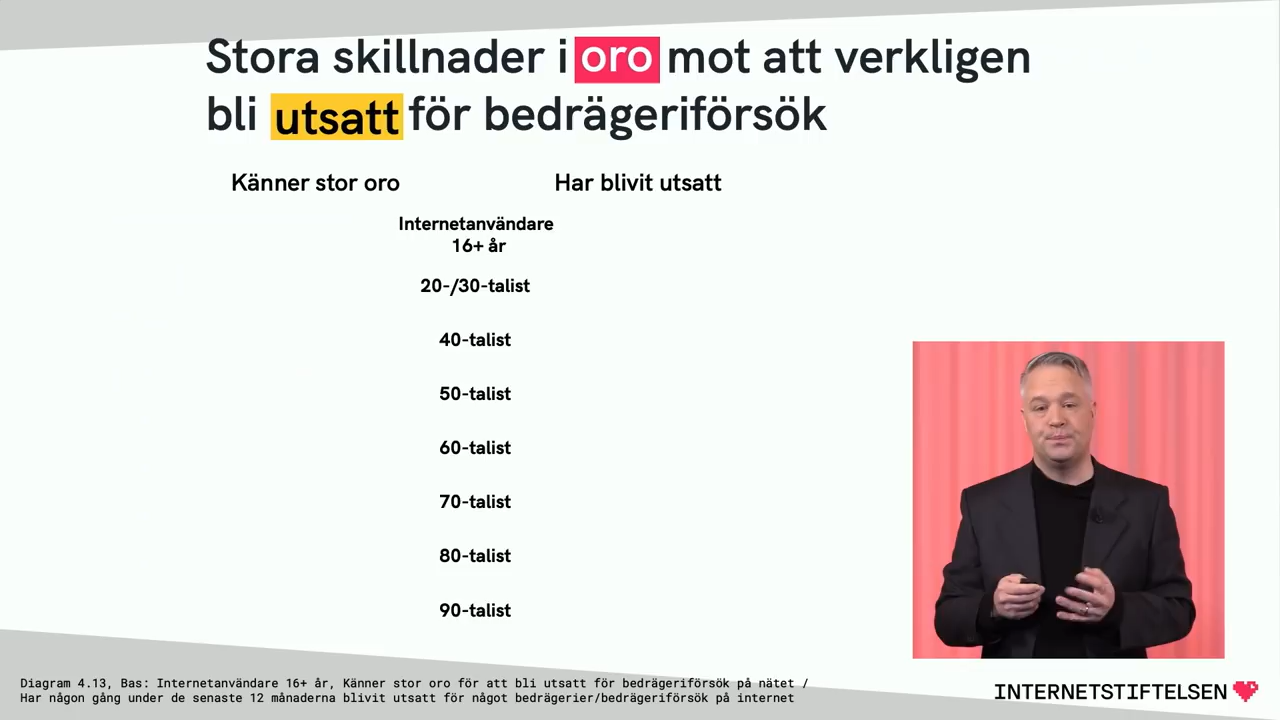 Stora skillnader i oro mot att verkligen
bli utsatt för bedrägeriförsök
Känner stor oro
Har blivit utsatt
Internetanvändare
16+ år
20-/30-talist
40-talist
50-talist
60-talist
70-talist
80-talist
90-talist
Diagram 4.13, Bas: Internetanvändare 16+ år, Känner stor oro för att bli utsatt för bedrägeriförsök på nätet /
Har någon gång under de senaste 12 månaderna blivit utsatt för något bedrägerier/bedrägeriförsök på internet
INTERNETSTIFTELSEN